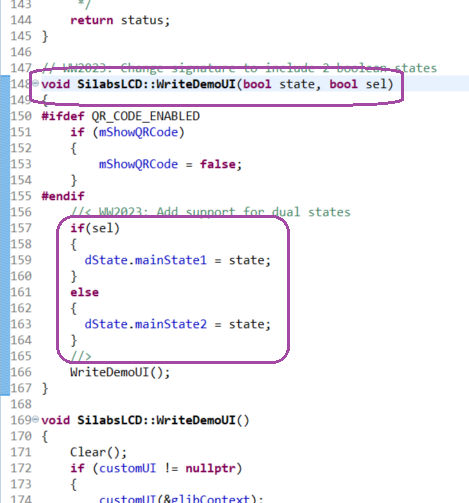 143 */
144 return status;
145 }
146
147 // WW2023: Change signature to include 2 boolean states
148 void SilabsLCD::WriteDemoUI(bool state, bool sel)
149 {
150 #ifdef QR_CODE_ENABLED
151 if (mShowQRCode)
152 {
153 mShowQRCode = false;
154 }
155 #endif
156 //< WW2023: Add support for dual states
157 if(sel)
158 {
159 dState.mainState1 = state;
160 }
161 else
162 {
163 dState.mainState2 = state;
164 }
165 //>
166 WriteDemoUI();
167 }
168
169 void SilabsLCD::WriteDemoUI()
170 {
171 Clear();
172 if (customUI != nullptr)
173 {
174 customUI(&glibContext);